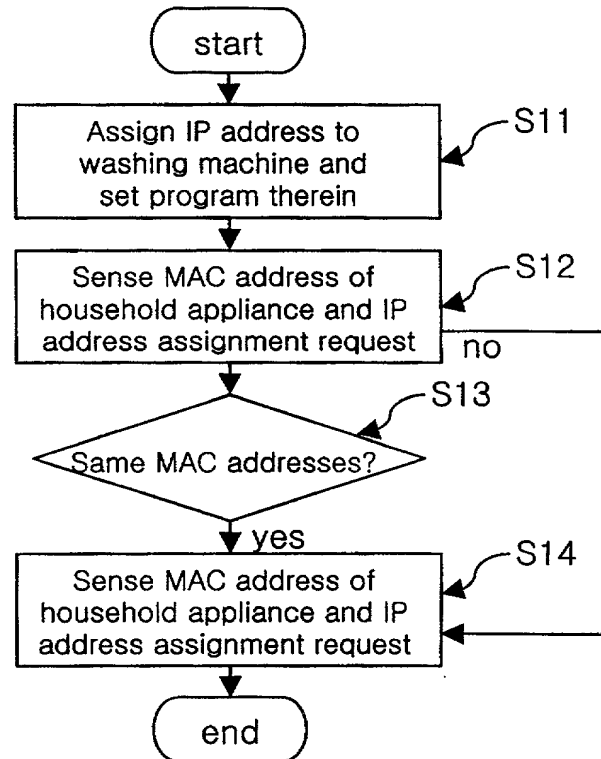 start
Assign IP address to
washing machine and
set program therein
S11
Sense MAC address of
household appliance and IP
address assignment request
S12
no
S13
Same MAC addresses?
yes
Sense MAC address of
household appliance and IP
address assignment request
S14
end